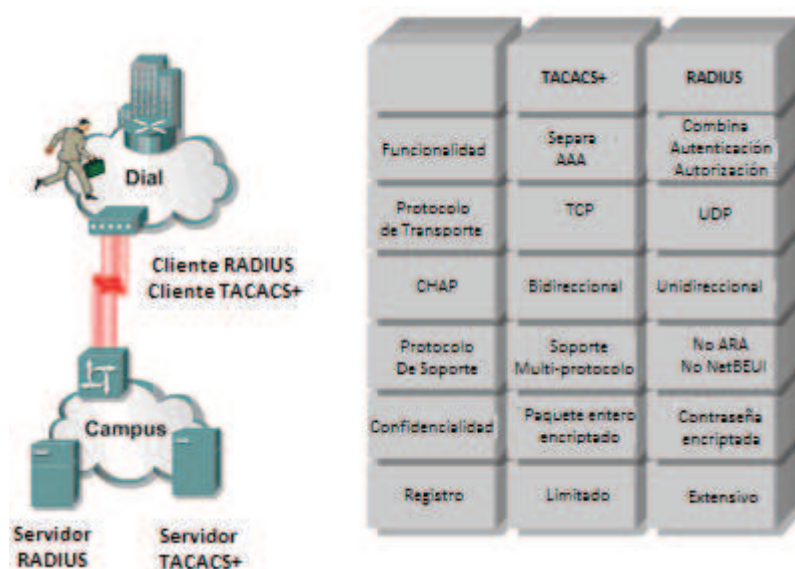 Dial
Cliente RADIUS
Cliente TACACS+
Campus
Servidor
RADIUS
Servidor
TACACS+
TACACS+
RADIUS
Funcionalidad
Separa
AAA
Combina
Autenticación
Autorización
Protocolo
de Transporte
TCP
UDP
CHAP
Bidireccional
Unidireccional
Protocolo
De Soporte
Soporte
Multi-protocolo
No ARA
No NetBEUI
Confidencialidad
Paquete entero
encriptado
Contraseña
encriptada
Registro
Limitado
Extensivo